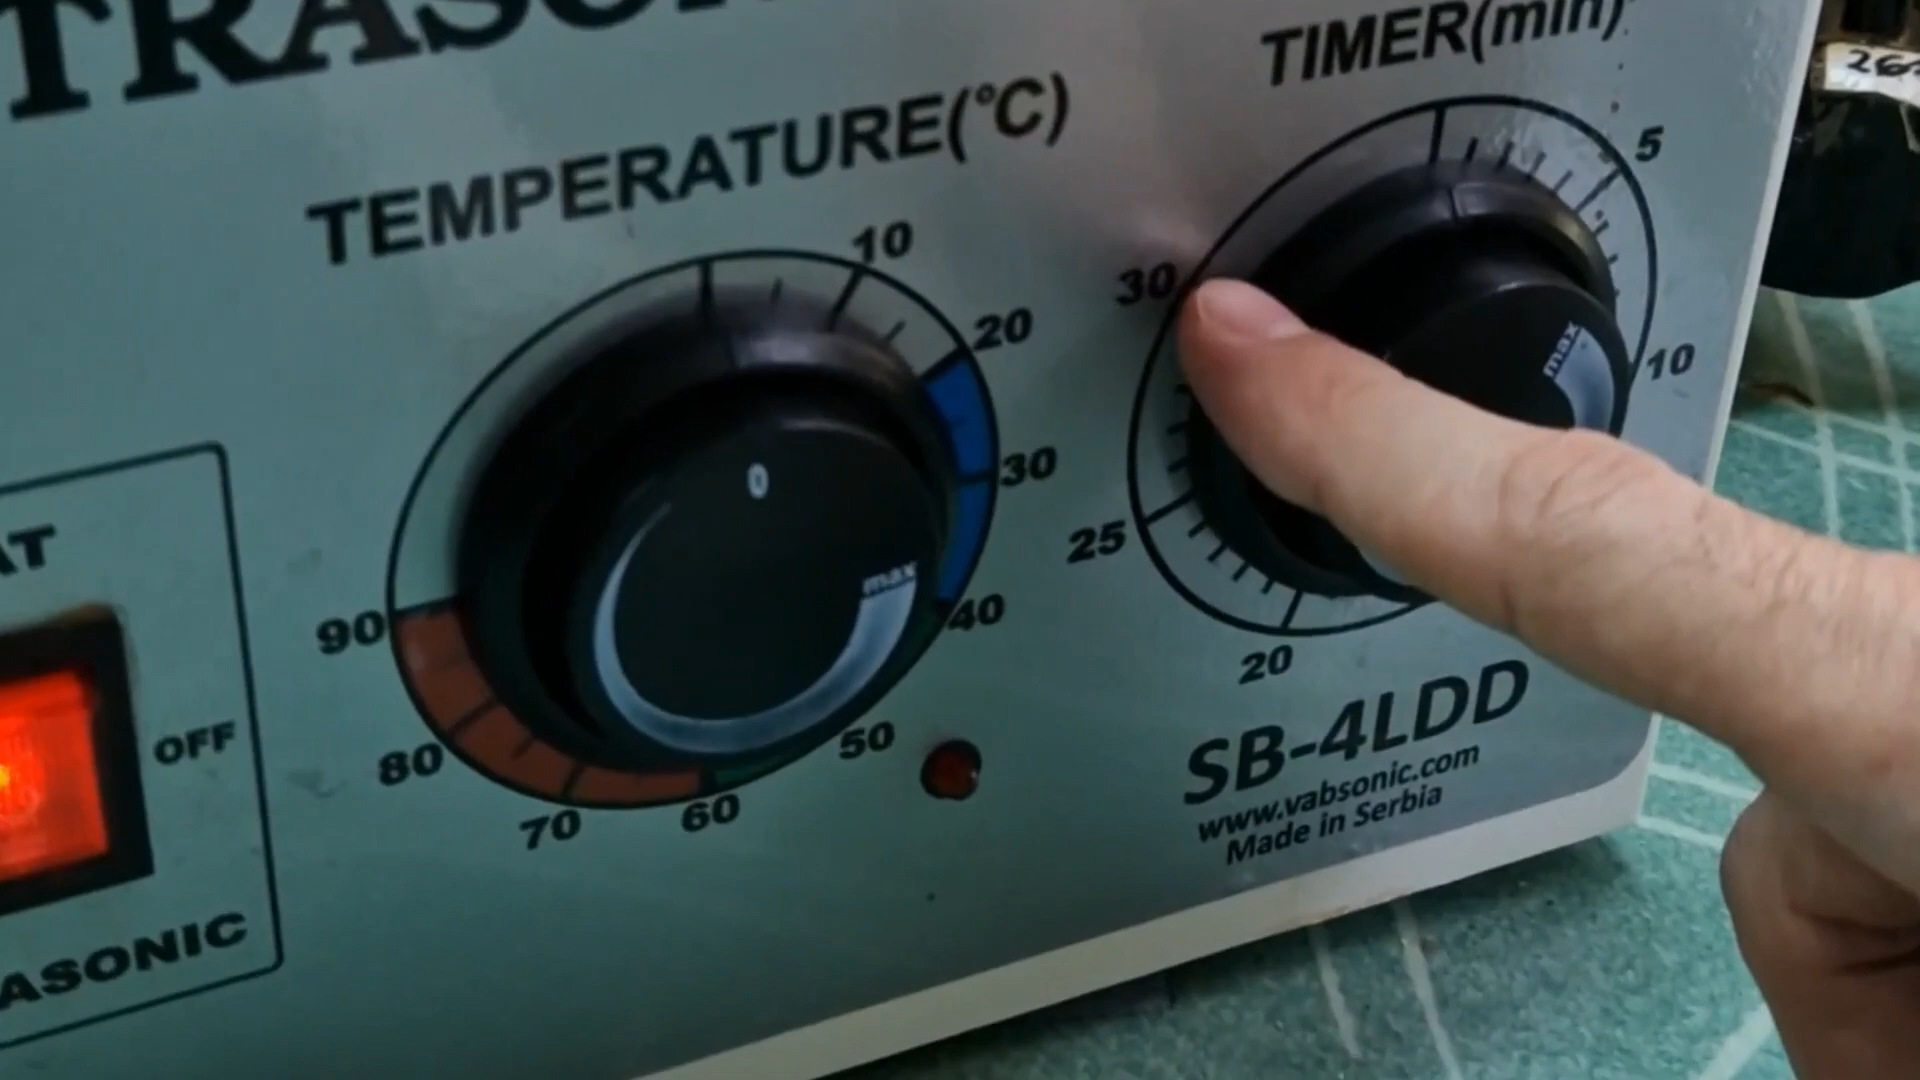 TRASON
TEMPERATURE(°C)
10
20
30
40
50
60
70
80
90
0
max
TIMER(min)
5
10
20
25
30
max
AT
OFF
ASONIC
SB-4LDD
www.vabsonic.com
Made in Serbia